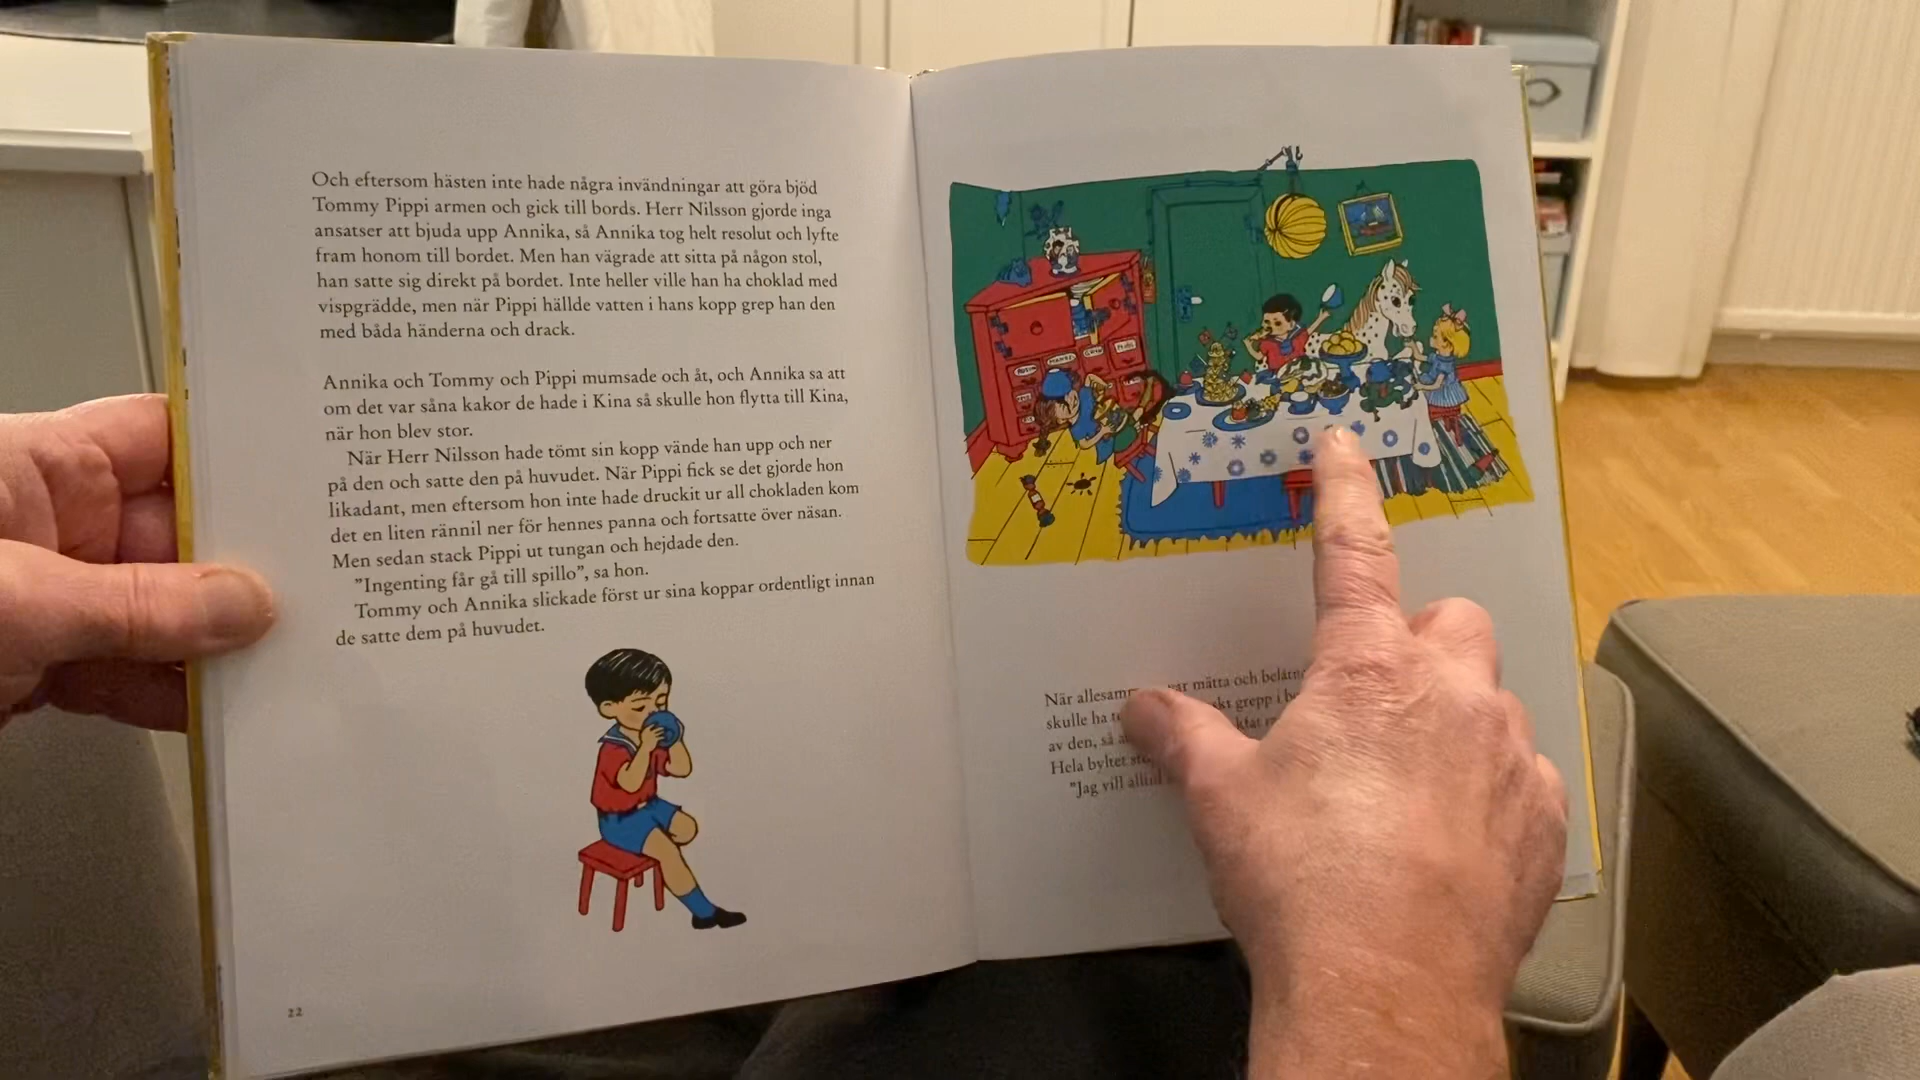 Och eftersom hästen inte hade några invändningar att göra bjöd
Tommy Pippi armen och gick till bords. Herr Nilsson gjorde inga
ansatser att bjuda upp Annika, så Annika tog helt resolut och lyfte
fram honom till bordet. Men han vägrade att sitta på någon stol,
han satte sig direkt på bordet. Inte heller ville han ha choklad med
vispgrädde, men när Pippi hällde vatten i hans kopp grep han den
med båda händerna och drack.
Annika och Tommy och Pippi mumsade och åt, och Annika sa att
om det var såna kakor de hade i Kina så skulle hon flytta till Kina,
när hon blev stor.
När Herr Nilsson hade tömt sin kopp vände han upp och ner
på den och satte den på huvudet. När Pippi fick se det gjorde hon
likadant, men eftersom hon inte hade druckit ur all chokladen kom
det en liten rännil ner för hennes panna och fortsatte över näsan.
Men sedan stack Pippi ut tungan och hejdade den.
”Ingenting får gå till spillo”, sa hon.
Tommy och Annika slickade först ur sina koppar ordentligt innan
de satte dem på huvudet.
22
När mätta och
skulle ha grepp i
av den, så
Hela byltet
”Jag vill